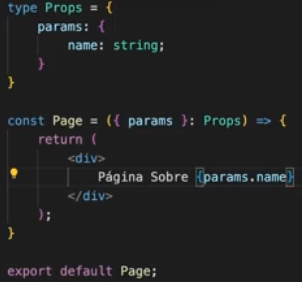 type Props = {
    params: {
        name: string;
    }
}

const Page = ({ params }: Props) => {
    return (
        <div>
            Página Sobre {params.name}
        </div>
    );
}

export default Page;